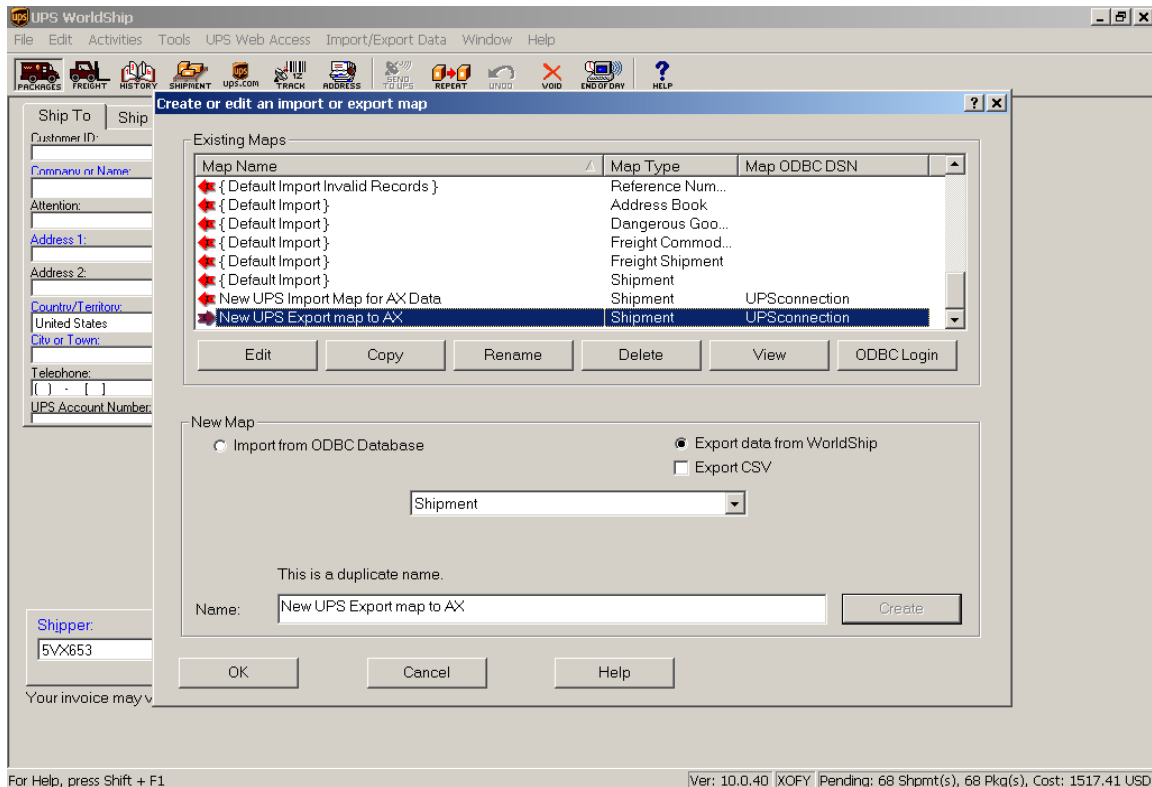 UPS WorldShip
File Edit Activities Tools UPS Web Access Import/Export Data Window Help
PACKAGES FREIGHT HISTORY SHIPMENT ups.com TRACK ADDRESS SEND TO UPS REPEAT UNDO VOID END OF DAY HELP
Ship To Ship
Customer ID:
Company or Name:
Attention:
Address 1:
Address 2:
Country/Territory:
United States
City or Town:
Telephone:
( ) - [ ]
UPS Account Number:
Shipper:
5VX653
Your invoice may v
Create or edit an import or export map
Existing Maps
Map Name Map Type Map ODBC DSN
{ Default Import Invalid Records } Reference Num...
{ Default Import } Address Book
{ Default Import } Dangerous Goo...
{ Default Import } Freight Commod...
{ Default Import } Freight Shipment
{ Default Import } Shipment
New UPS Import Map for AX Data Shipment UPSconnection
New UPS Export map to AX Shipment UPSconnection
Edit Copy Rename Delete View ODBC Login
New Map
Import from ODBC Database Export data from WorldShip
Export CSV
Shipment
This is a duplicate name.
Name: New UPS Export map to AX Create
OK Cancel Help
For Help, press Shift + F1 Ver: 10.0.40 XOFY Pending: 68 Shpmt(s), 68 Pkg(s), Cost: 1517.41 USD